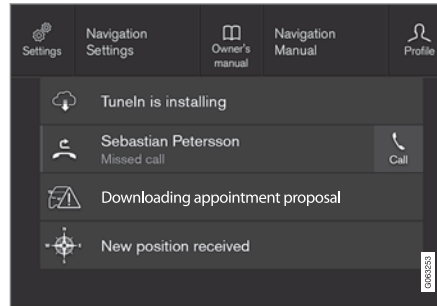 Settings
Navigation
Settings
Owner's
manual
Navigation
Manual
Profile
TuneIn is installing
Sebastian Petersson
Missed call
Call
Downloading appointment proposal
New position received
G063253